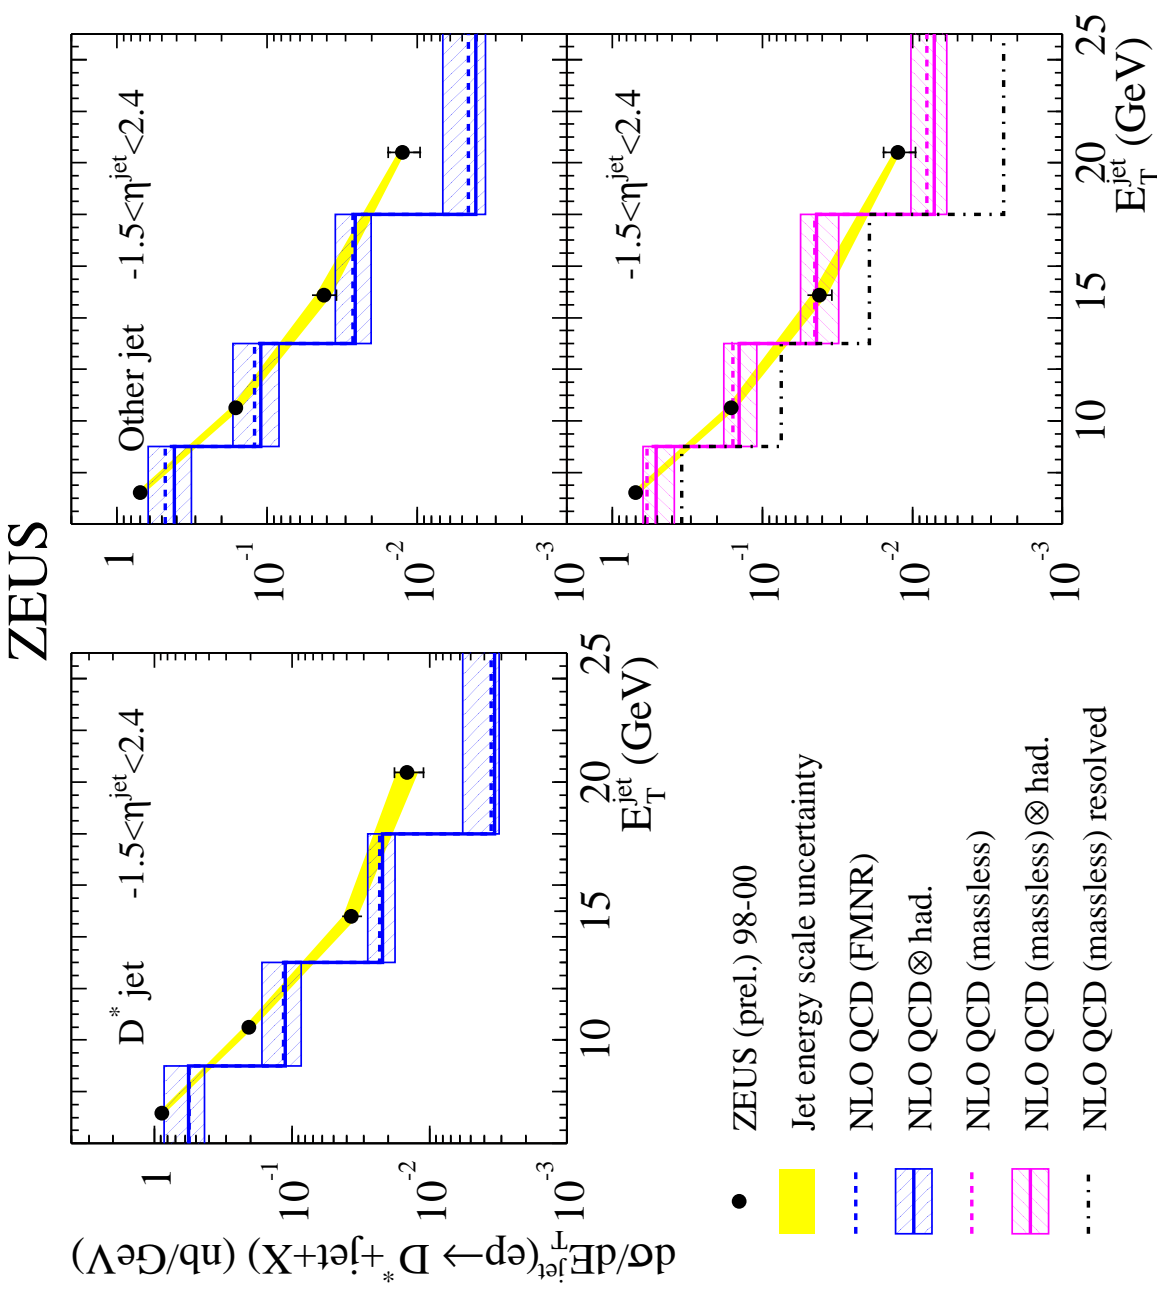 ZEUS
dσ/dE_T^jet(ep→ D*+jet+X) (nb/GeV)
D* jet -1.5<η^jet<2.4
1
10^-1
10^-2
10^-3
10 15 20 25
E_T^jet (GeV)
Other jet -1.5<η^jet<2.4
1
10^-1
10^-2
10^-3
-1.5<η^jet<2.4
1
10^-1
10^-2
10^-3
10 15 20 25
E_T^jet (GeV)
ZEUS (prel.) 98-00
Jet energy scale uncertainty
NLO QCD (FMNR)
NLO QCD⊗had.
NLO QCD (massless)
NLO QCD (massless)⊗had.
NLO QCD (massless) resolved